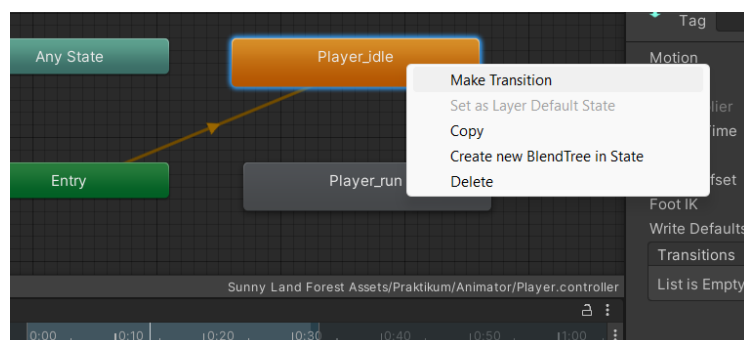 Tag
Any State
Player_idle
Motion
Make Transition
Set as Layer Default State
lier
Copy
ime
Create new BlendTree in State
Entry
Player_run
Delete
fset
Foot IK
Write Defaults
Transitions
List is Empty
Sunny Land Forest Assets/Praktikum/Animator/Player.controller
0:00 0:10 0:20 0:30 0:40 0:50 1:00